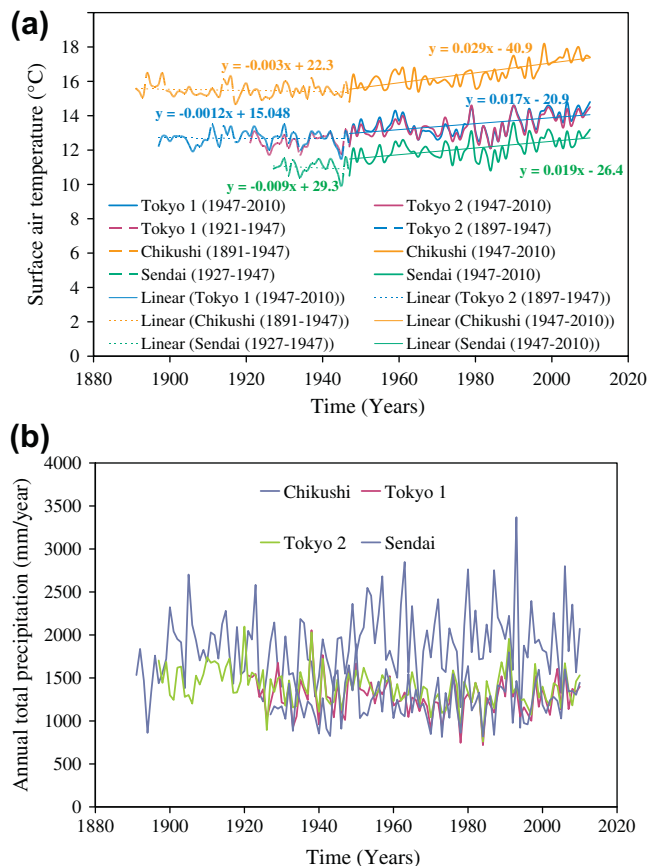 (a)
18
16
14
12
10
8
6
4
2
0
Surface air temperature (°C)
y = -0.003x + 22.3
y = 0.029x - 40.9
y = -0.0012x + 15.048
y = 0.017x - 20.9
y = -0.009x + 29.3
y = 0.019x - 26.4
Tokyo 1 (1947-2010)
Tokyo 2 (1947-2010)
Tokyo 1 (1921-1947)
Tokyo 2 (1897-1947)
Chikushi (1891-1947)
Chikushi (1947-2010)
Sendai (1927-1947)
Sendai (1947-2010)
Linear (Tokyo 1 (1947-2010))
Linear (Tokyo 2 (1897-1947)
Linear (Chikushi (1891-1947))
Linear (Chikushi (1947-2010))
Linear (Sendai (1927-1947))
Linear (Sendai (1947-2010))
1880 1900 1920 1940 1960 1980 2000 2020
Time (Years)
(b)
4000
3500
3000
2500
2000
1500
1000
500
0
Annual total precipitation (mm/year)
Chikushi
Tokyo 1
Tokyo 2
Sendai
1880 1900 1920 1940 1960 1980 2000 2020
Time (Years)